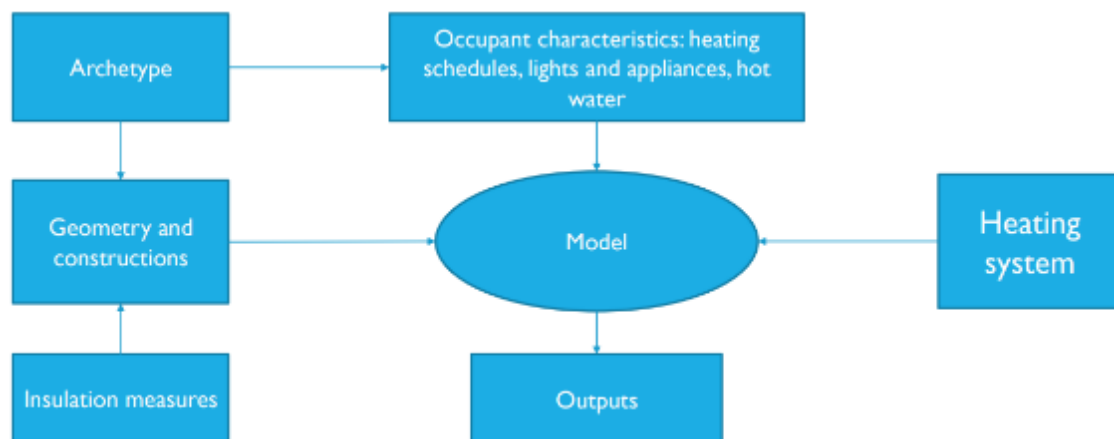 Archetype
Occupant characteristics: heating
schedules, lights and appliances, hot
water
Geometry and
constructions
Model
Heating
system
Insulation measures
Outputs